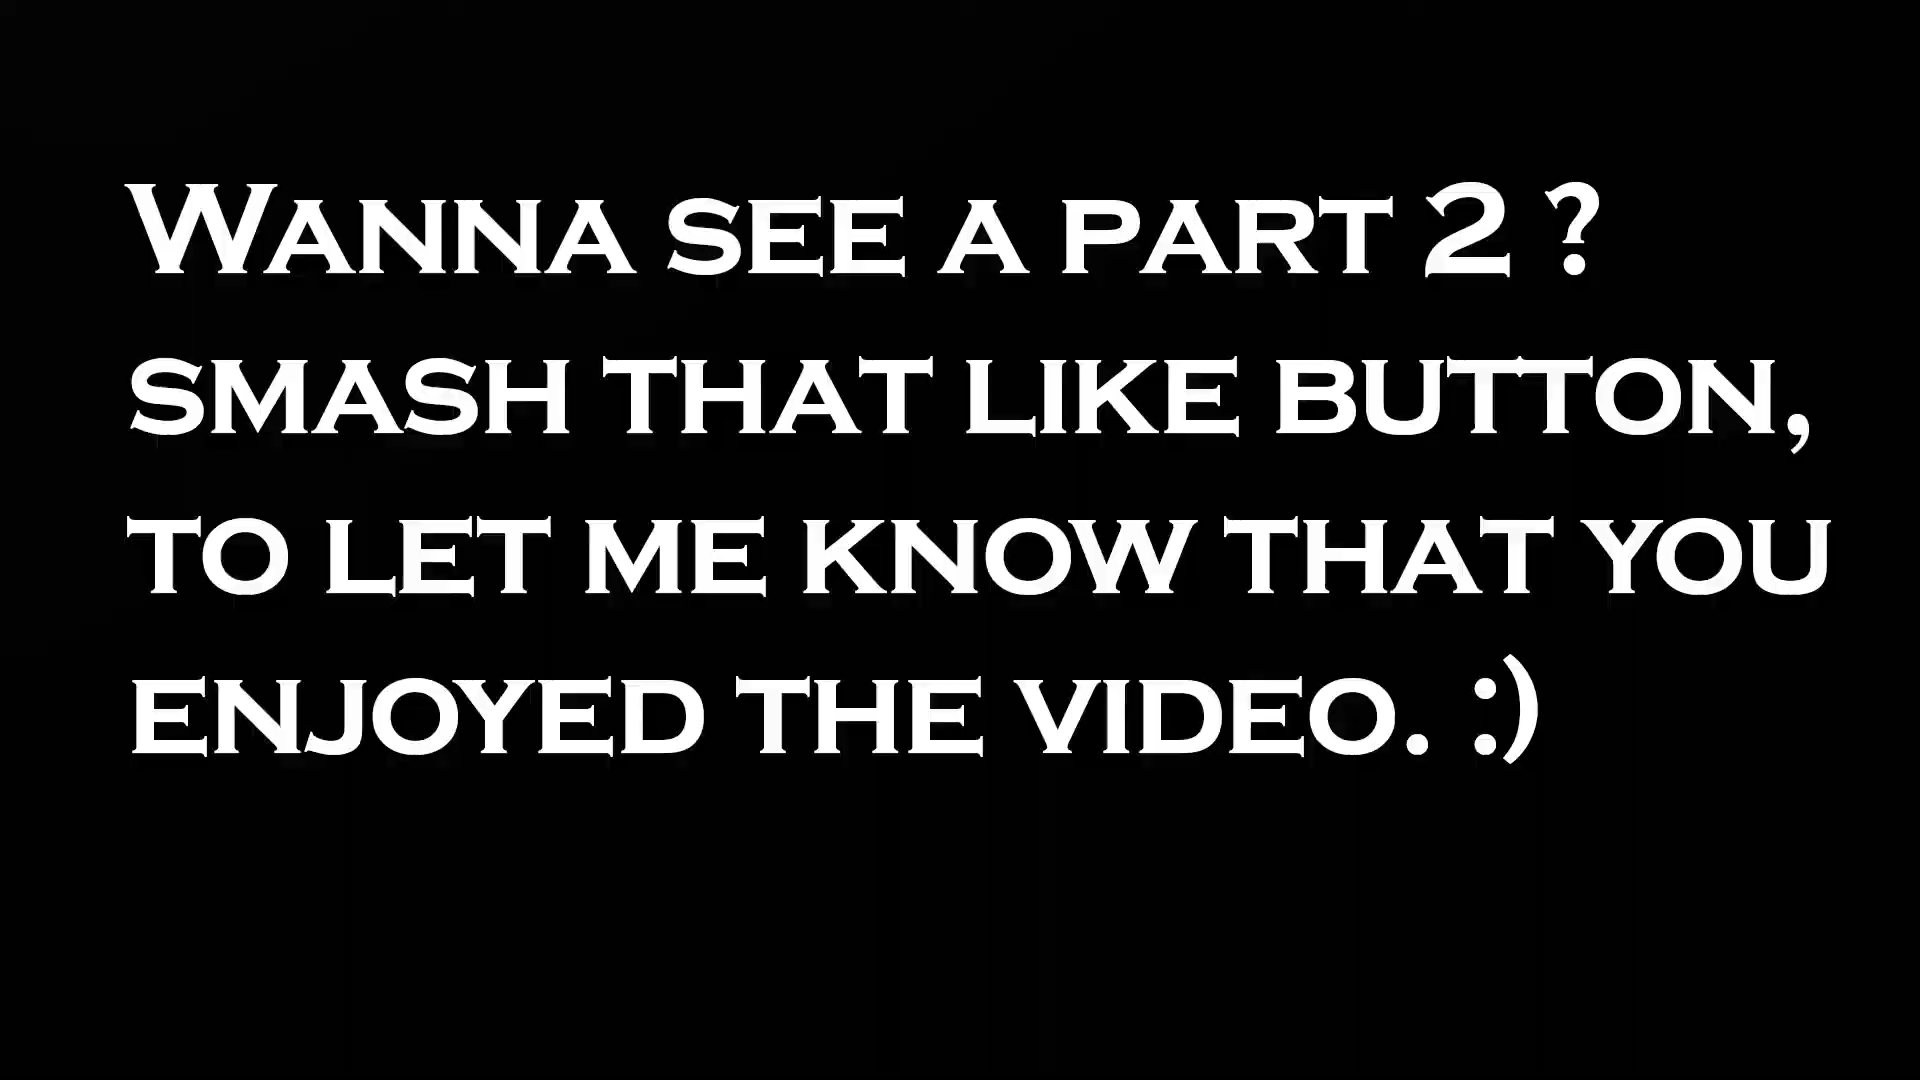 Wanna see a part 2 ?
smash that like button,
to let me know that you
enjoyed the video. :)